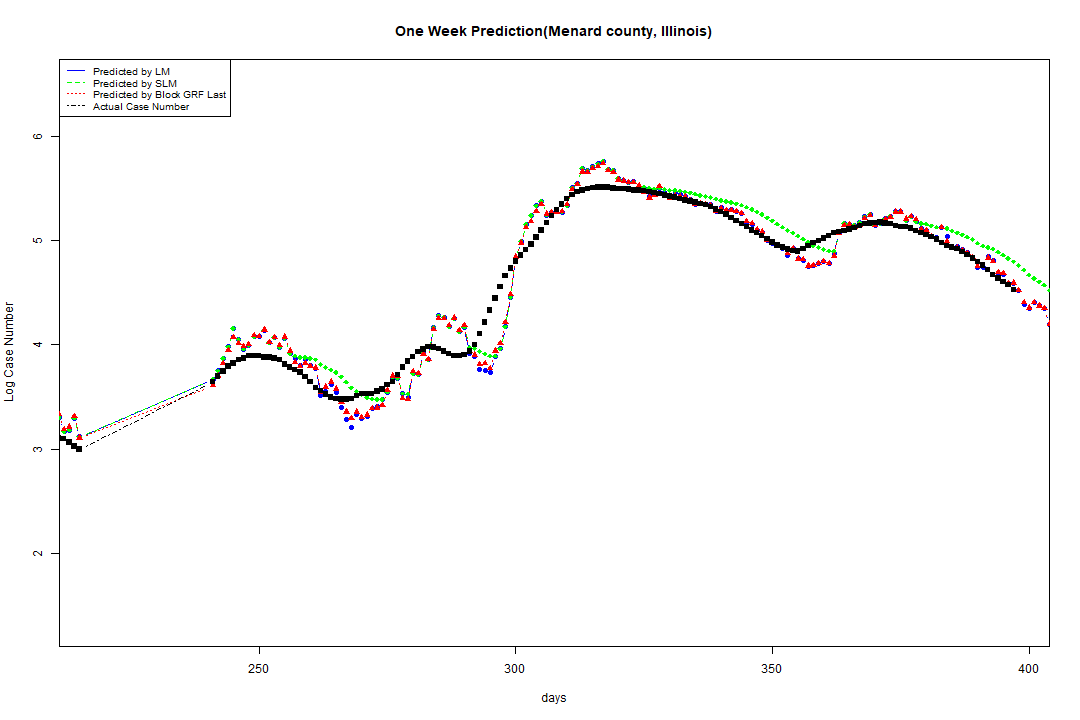 One Week Prediction(Menard county, Illinois)
Predicted by LM
Predicted by SLM
Predicted by Block GRF Last
Actual Case Number
6
5
4
3
2
Log Case Number
250
300
350
400
days